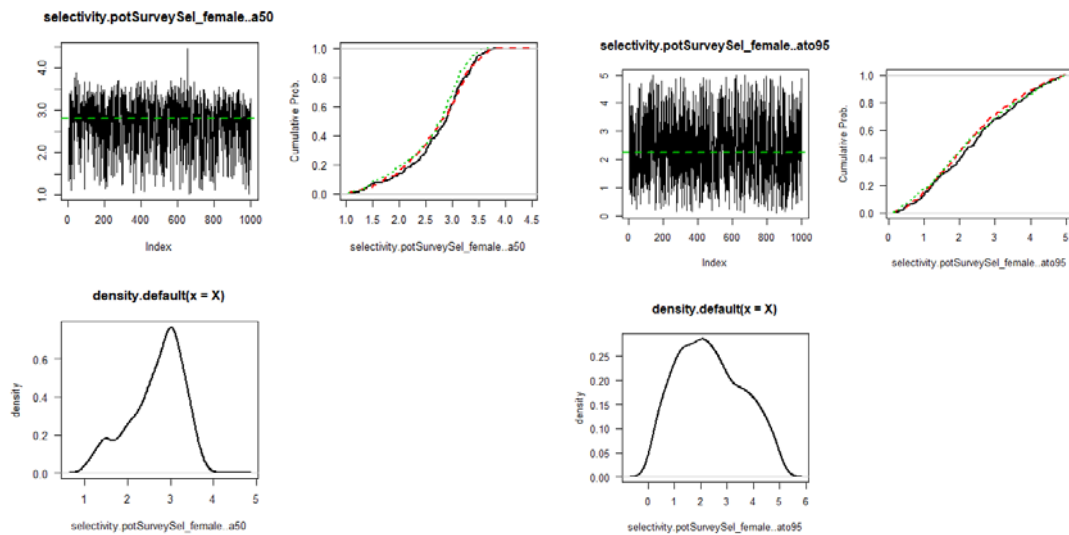 selectivity.potSurveySel_female..a50
4.0
3.0
2.0
1.0
0 200 400 600 800 1000
Index
Cumulative Prob.
1.0
0.8
0.6
0.4
0.2
0.0
1.0 1.5 2.0 2.5 3.0 3.5 4.0 4.5
selectivity.potSurveySel_female..a50
density.default(x = X)
density
0.6
0.4
0.2
0.0
1 2 3 4 5
selectivity.potSurveySel_female..a50
selectivity.potSurveySel_female..ato95
5
4
3
2
1
0
0 200 400 600 800 1000
Index
Cumulative Prob.
1.0
0.8
0.6
0.4
0.2
0.0
0 1 2 3 4 5
selectivity.potSurveySel_female..ato95
density.default(x = X)
density
0.25
0.20
0.15
0.10
0.05
0.00
0 1 2 3 4 5 6
selectivity.potSurveySel_female..ato95